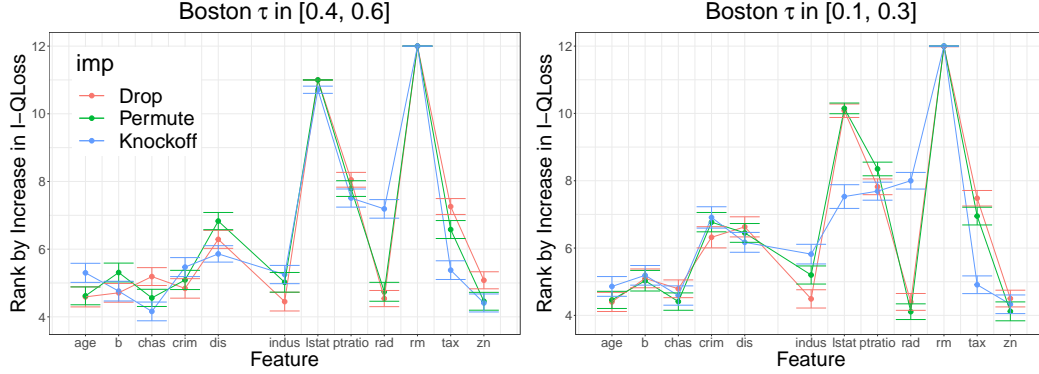 Boston τ in [0.4, 0.6]
Rank by Increase in I−QLoss
12
10
8
6
4
imp
Drop
Permute
Knockoff
age b chas crim dis indus lstat ptratio rad rm tax zn
Feature
Boston τ in [0.1, 0.3]
Rank by Increase in I−QLoss
12
10
8
6
4
age b chas crim dis indus lstat ptratio rad rm tax zn
Feature